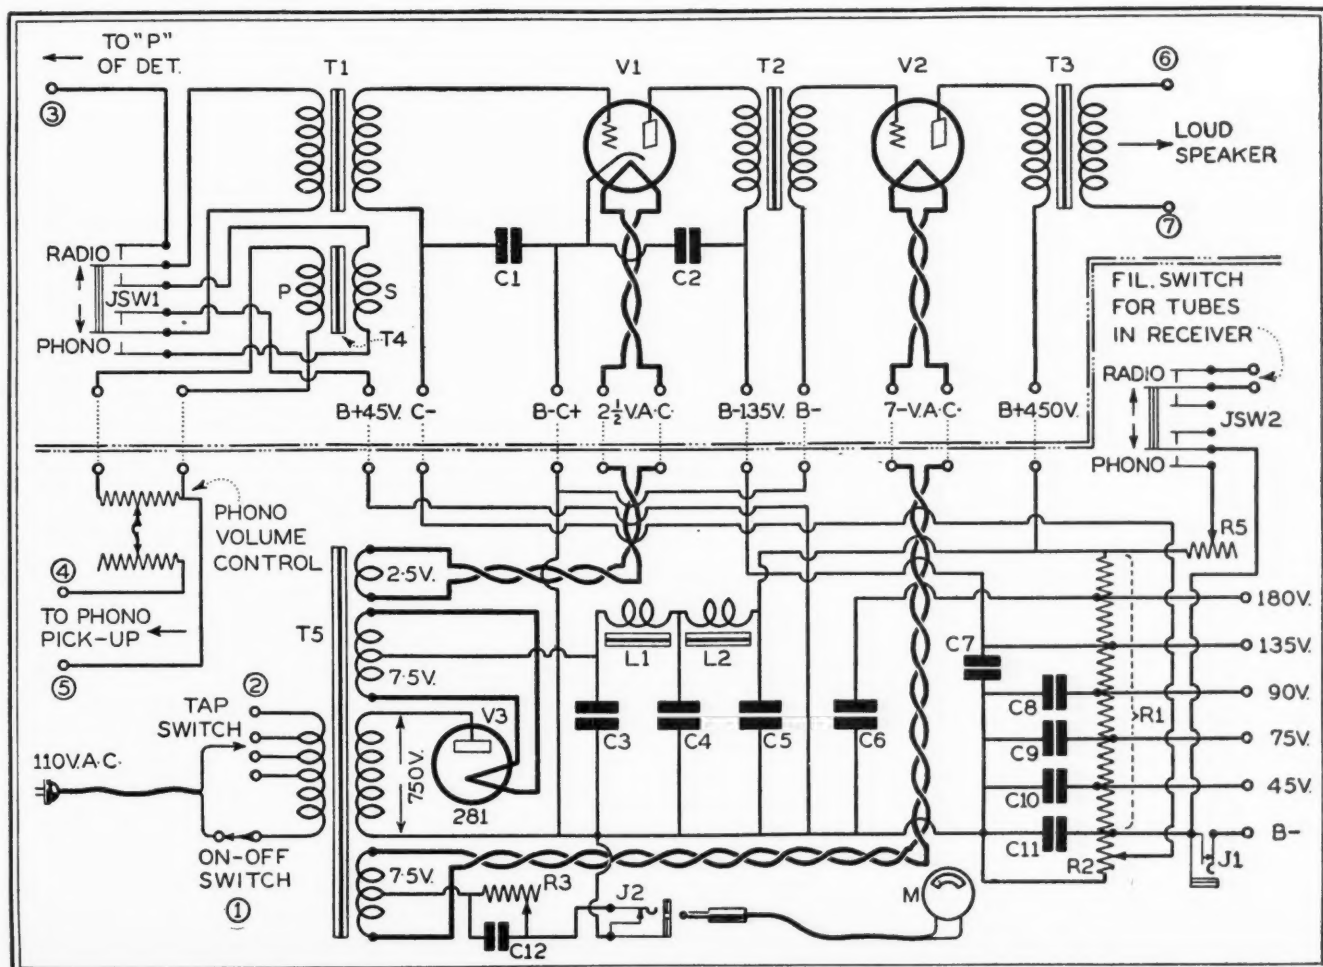 TO "P"
OF DET.
③
T1
V1
T2
V2
T3
⑥
LOUD
SPEAKER
⑦
RADIO
JSW1
PHONO
P
S
T4
C1
C2
FIL. SWITCH
FOR TUBES
IN RECEIVER
RADIO
JSW2
PHONO
B+45V. C-
B-C+
2½V.A.C.
B-135V. B-
7-V.A.C.
B+450V.
PHONO
VOLUME
CONTROL
④
TO PHONO
PICK-UP
⑤
T5
2.5V.
7.5V.
L1
L2
C7
R5
180V.
135V.
90V.
75V.
45V.
B-
TAP
SWITCH
②
110V.A.C.
ON-OFF
SWITCH
①
750V.
V3
281
C3
C4
C5
C6
C8
C9
C10
C11
R1
R2
J1
7.5V.
R3
C12
J2
M